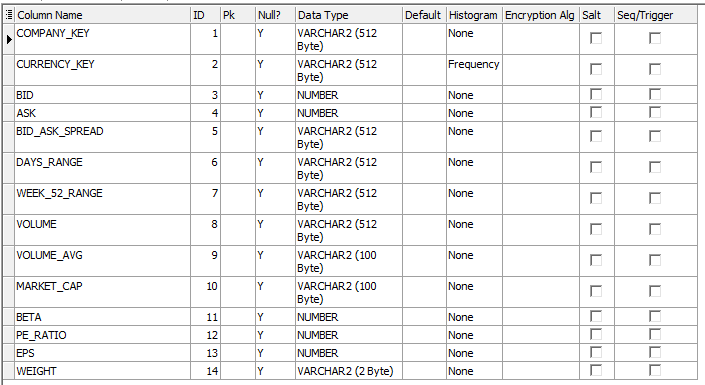 Column Name ID Pk Null? Data Type Default Histogram Encryption Alg Salt Seq/Trigger
COMPANY_KEY 1 Y VARCHAR2 (512 Byte) None
CURRENCY_KEY 2 Y VARCHAR2 (512 Byte) Frequency
BID 3 Y NUMBER None
ASK 4 Y NUMBER None
BID_ASK_SPREAD 5 Y VARCHAR2 (512 Byte) None
DAYS_RANGE 6 Y VARCHAR2 (512 Byte) None
WEEK_52_RANGE 7 Y VARCHAR2 (512 Byte) None
VOLUME 8 Y VARCHAR2 (512 Byte) None
VOLUME_AVG 9 Y VARCHAR2 (100 Byte) None
MARKET_CAP 10 Y VARCHAR2 (100 Byte) None
BETA 11 Y NUMBER None
PE_RATIO 12 Y NUMBER None
EPS 13 Y NUMBER None
WEIGHT 14 Y VARCHAR2 (2 Byte) None